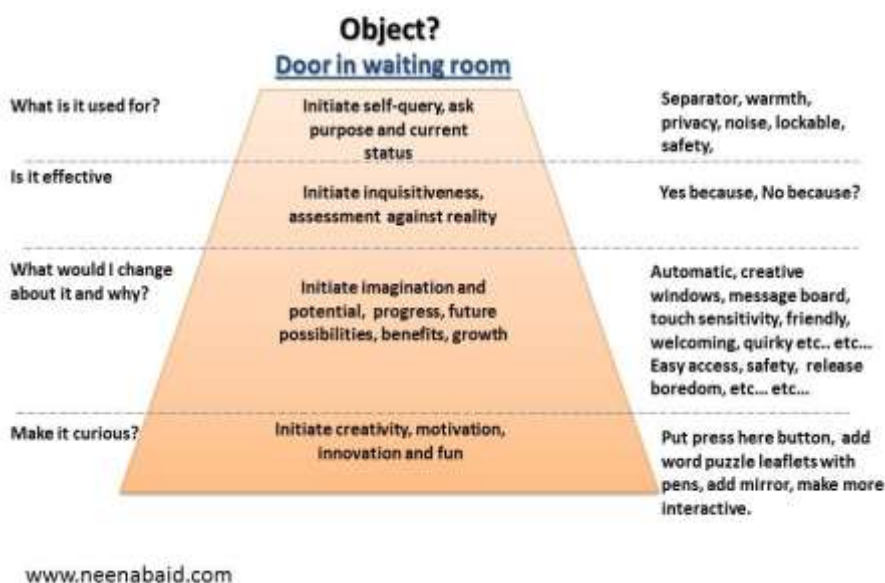 Object?
Door in waiting room
What is it used for?
Initiate self-query, ask
purpose and current
status
Separator, warmth,
privacy, noise, lockable,
safety,
Is it effective
Initiate inquisitiveness,
assessment against reality
Yes because, No because?
What would I change
about it and why?
Initiate imagination and
potential, progress, future
possibilities, benefits, growth
Automatic, creative
windows, message board,
touch sensitivity, friendly,
welcoming, quirky etc.. etc...
Easy access, safety, release
boredom, etc... etc...
Make it curious?
Initiate creativity, motivation,
innovation and fun
Put press here button, add
word puzzle leaflets with
pens, add mirror, make more
interactive.
www.neenabaid.com